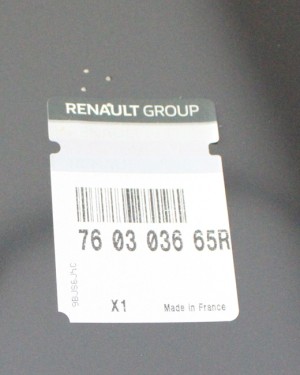 RENAULT GROUP
76 03 036 65R
X1
Made in France